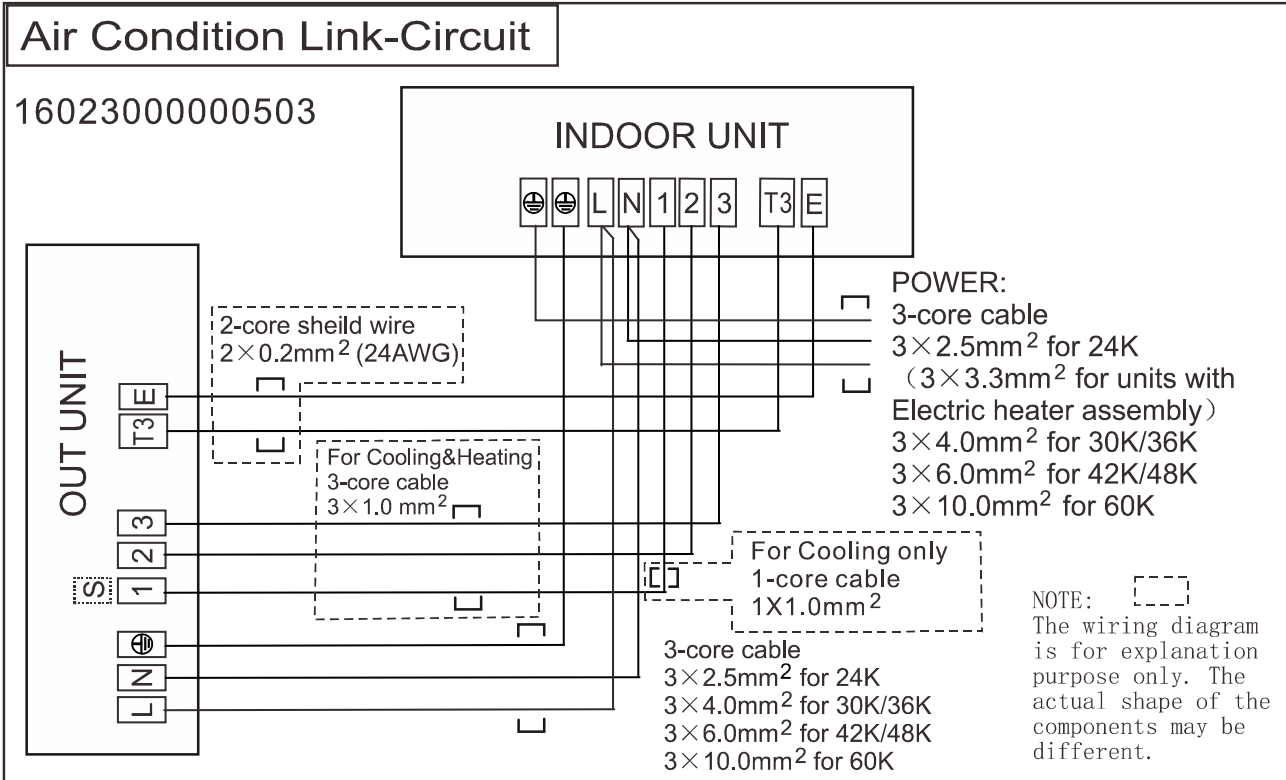 Air Condition Link-Circuit
16023000000503
INDOOR UNIT
L N 1 2 3 T3 E
POWER:
3-core cable
3×2.5mm² for 24K
（3×3.3mm² for units with
Electric heater assembly）
3×4.0mm² for 30K/36K
3×6.0mm² for 42K/48K
3×10.0mm² for 60K
OUT UNIT
E
T3
3
2
S 1
N
L
2-core sheild wire
2×0.2mm² (24AWG)
For Cooling&Heating
3-core cable
3×1.0 mm²
For Cooling only
1-core cable
1X1.0mm²
3-core cable
3×2.5mm² for 24K
3×4.0mm² for 30K/36K
3×6.0mm² for 42K/48K
3×10.0mm² for 60K
NOTE:
The wiring diagram
is for explanation
purpose only. The
actual shape of the
components may be
different.